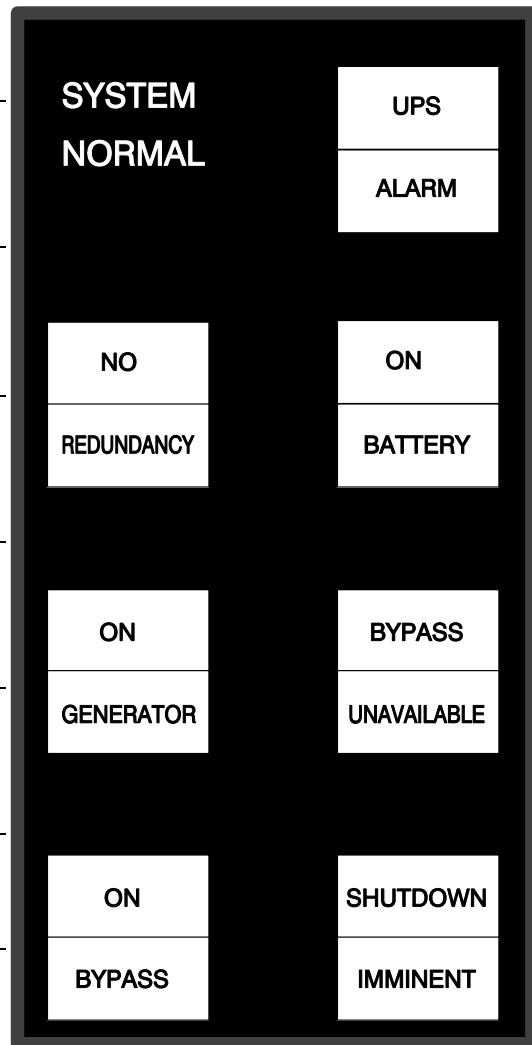 SYSTEM
NORMAL
UPS
ALARM
NO
REDUNDANCY
ON
BATTERY
ON
GENERATOR
BYPASS
UNAVAILABLE
ON
BYPASS
SHUTDOWN
IMMINENT